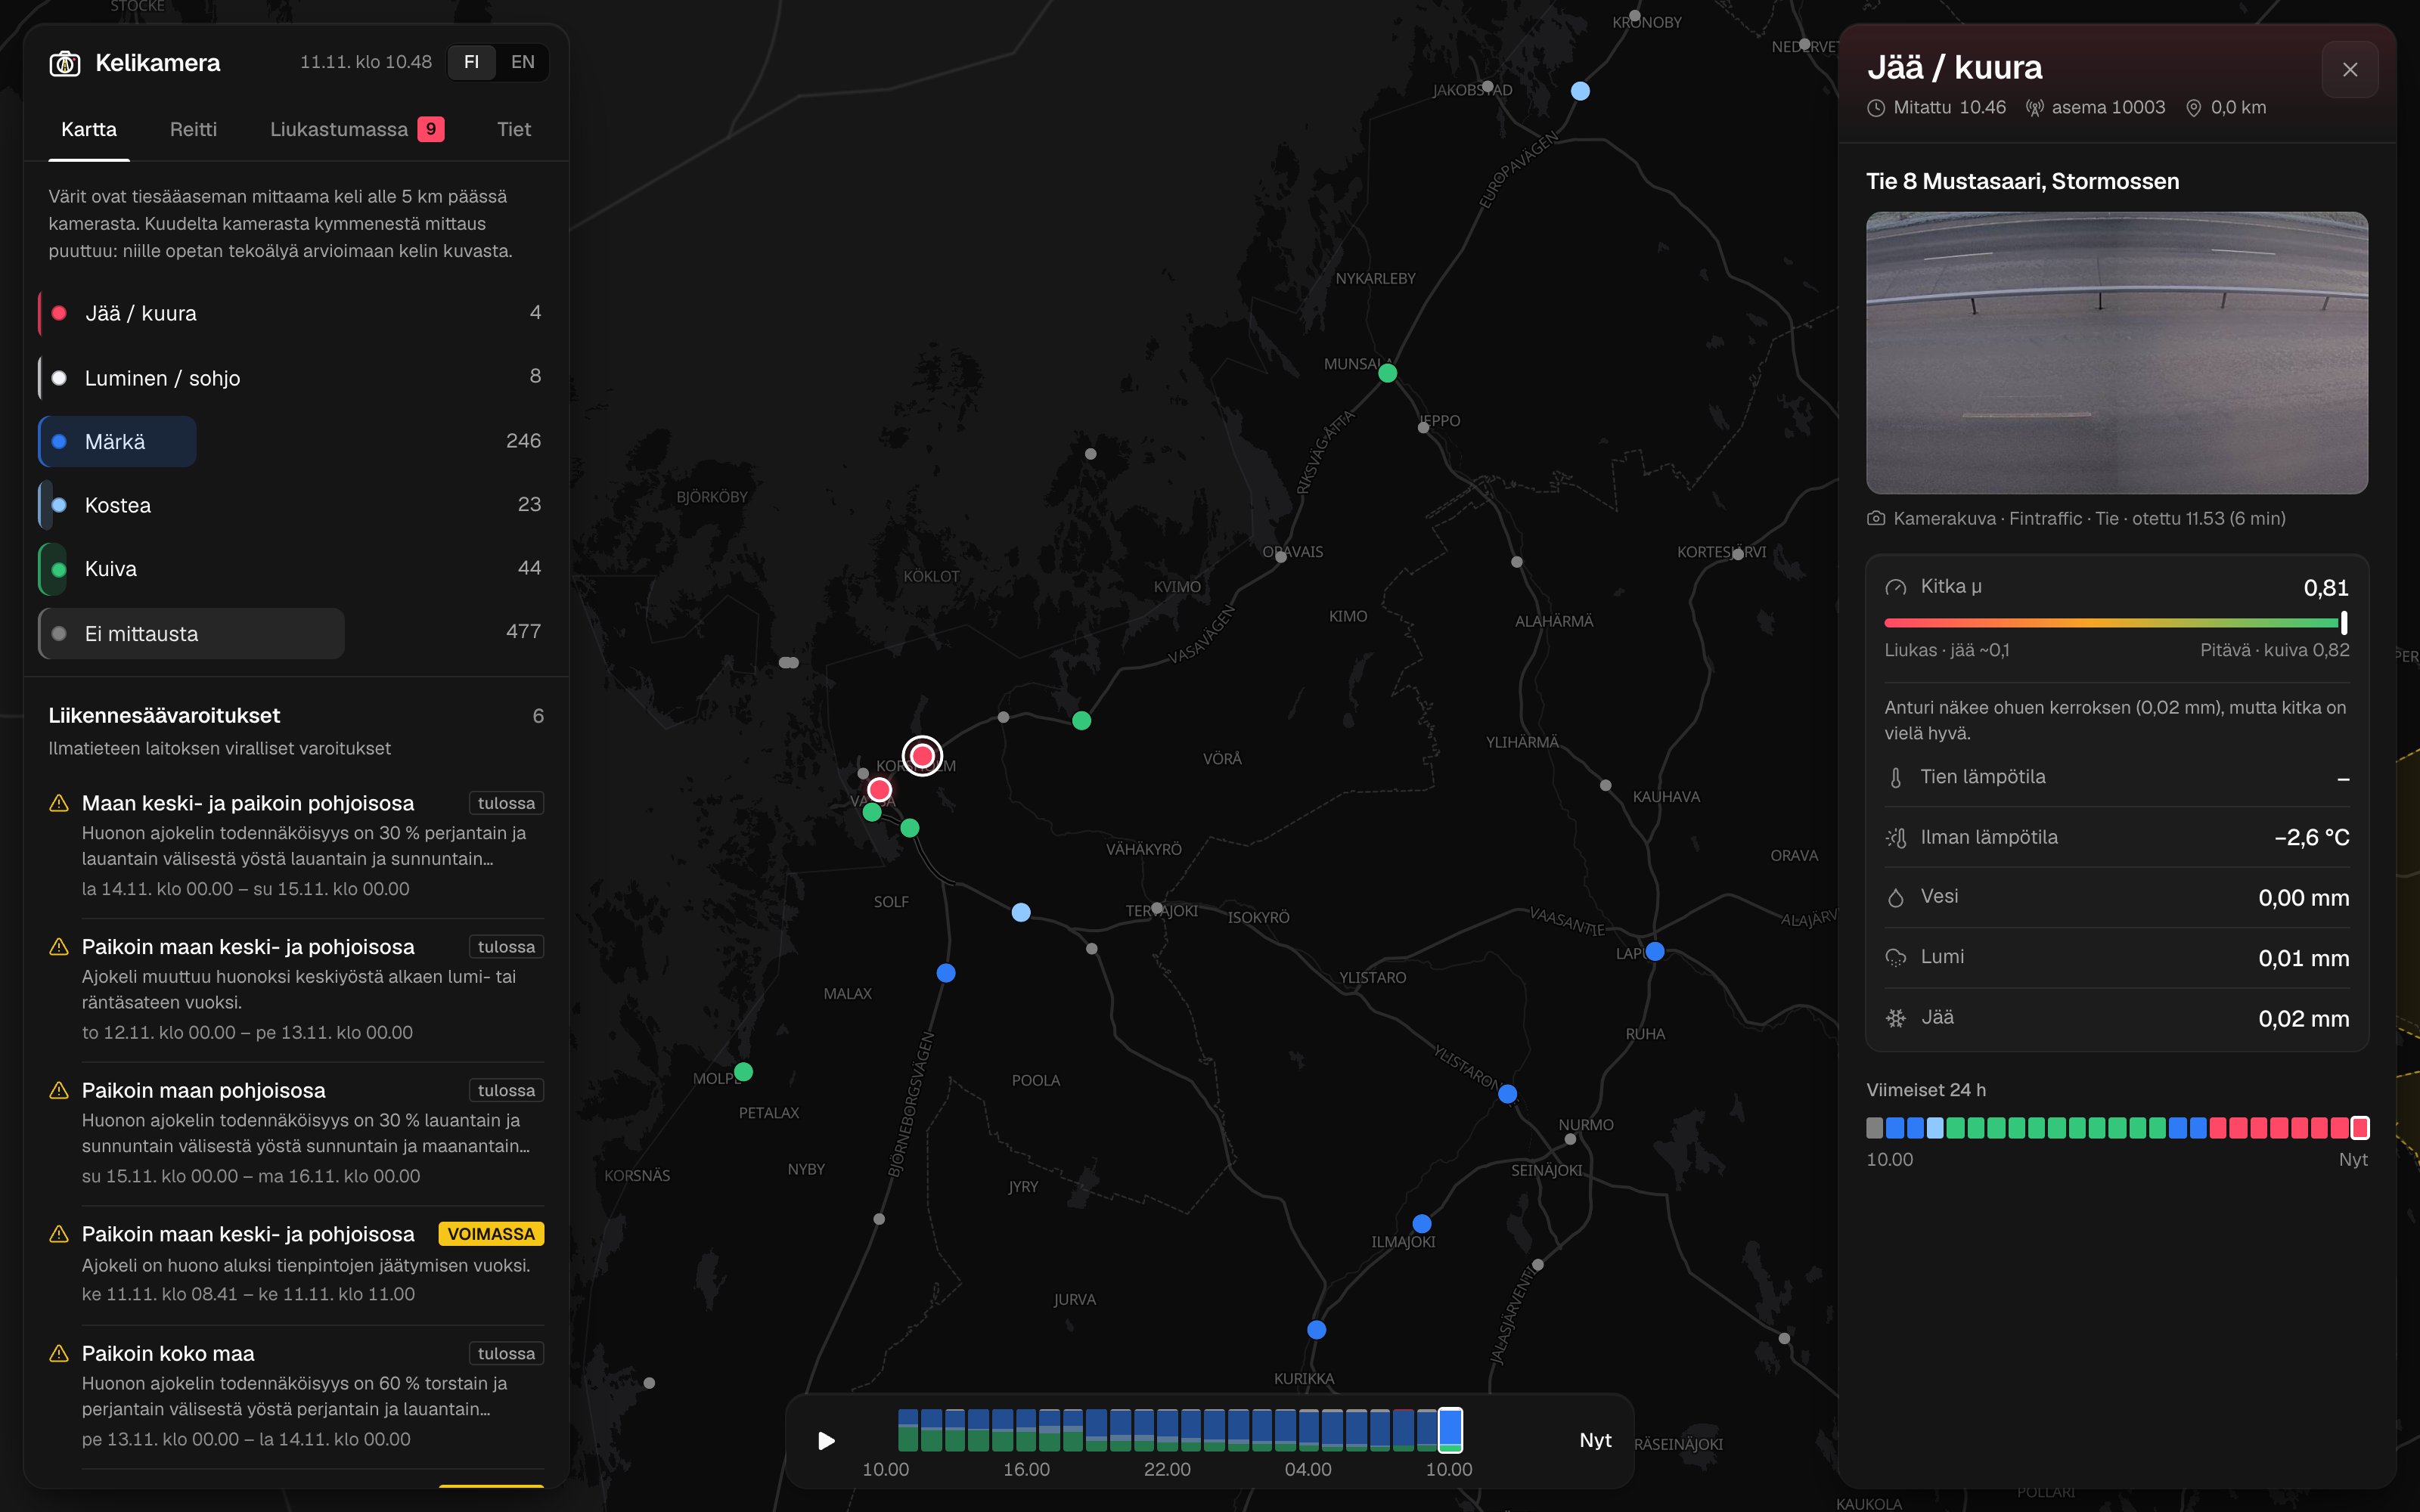 Kelikamera
11.11. klo 10.48
FI
EN
Kartta
Reitti
Liukastumassa 9
Tiet
Värit ovat tiesääaseman mittaama keli alle 5 km päässä
kamerasta. Kuudelta kamerasta kymmenestä mittaus
puuttuu: niille opetan tekoälyä arvioimaan kelin kuvasta.
Jää / kuura 4
Luminen / sohjo 8
Märkä 246
Kostea 23
Kuiva 44
Ei mittausta 477
Liikennesäävaroitukset 6
Ilmatieteen laitoksen viralliset varoitukset
Maan keski- ja paikoin pohjoisosa tulossa
Huonon ajokelin todennäköisyys on 30 % perjantain ja
lauantain välisestä yöstä lauantain ja sunnuntain…
la 14.11. klo 00.00 – su 15.11. klo 00.00
Paikoin maan keski- ja pohjoisosa tulossa
Ajokeli muuttuu huonoksi keskiyöstä alkaen lumi- tai
räntäsateen vuoksi.
to 12.11. klo 00.00 – pe 13.11. klo 00.00
Paikoin maan pohjoisosa tulossa
Huonon ajokelin todennäköisyys on 30 % lauantain ja
sunnuntain välisestä yöstä sunnuntain ja maanantain…
su 15.11. klo 00.00 – ma 16.11. klo 00.00
Paikoin maan keski- ja pohjoisosa VOIMASSA
Ajokeli on huono aluksi tienpintojen jäätymisen vuoksi.
ke 11.11. klo 08.41 – ke 11.11. klo 11.00
Paikoin koko maa tulossa
Huonon ajokelin todennäköisyys on 60 % torstain ja
perjantain välisestä yöstä perjantain ja lauantain…
pe 13.11. klo 00.00 – la 14.11. klo 00.00
STOCKE
KRONOBY
JAKOBSTAD
EUROPAVÄGEN
NYKARLEBY
MUNSALA
JEPPO
RIKSVÄG ÅTTA
BJÖRKÖBY
ORAVAIS
KORTESJÄRVI
KÖKLOT
KVIMO
KIMO
ALAHÄRMÄ
VASAVÄGEN
YLIHÄRMÄ
VÖRÅ
KORSHOLM
KAUHAVA
VÄHÄKYRÖ
ORAVA
SOLF
TERVAJOKI
ISOKYRÖ
VAASANTIE
LAPUA
YLISTARO
MALAX
RUHA
YLISTARON
BJÖRNEBORGSVÄGEN
MOLPE
POOLA
PETALAX
NURMO
NYBY
KORSNÄS
SEINÄJOKI
JYRY
ILMAJOKI
JURVA
JALASJÄRVENTIE
KURIKKA
RÄSEINÄJOKI
KAUKOLA
POLLARI
10.00
16.00
22.00
04.00
10.00
Nyt
Jää / kuura
Mitattu 10.46
asema 10003
0,0 km
Tie 8 Mustasaari, Stormossen
Kamerakuva · Fintraffic · Tie · otettu 11.53 (6 min)
Kitka µ 0,81
Liukas · jää ~0,1
Pitävä · kuiva 0,82
Anturi näkee ohuen kerroksen (0,02 mm), mutta kitka on
vielä hyvä.
Tien lämpötila –
Ilman lämpötila −2,6 °C
Vesi 0,00 mm
Lumi 0,01 mm
Jää 0,02 mm
Viimeiset 24 h
10.00
Nyt